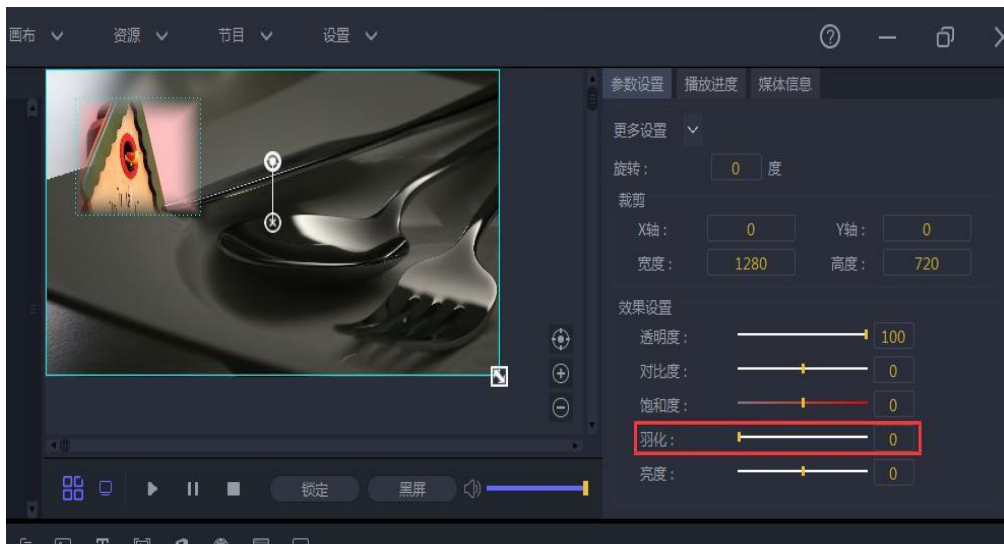 画布 资源 节目 设置
参数设置 播放进度 媒体信息
更多设置
旋转： 0 度
裁剪
X轴： 0 Y轴： 0
宽度： 1280 高度： 720
效果设置
透明度： 100
对比度： 0
饱和度： 0
羽化： 0
亮度： 0
锁定 黑屏